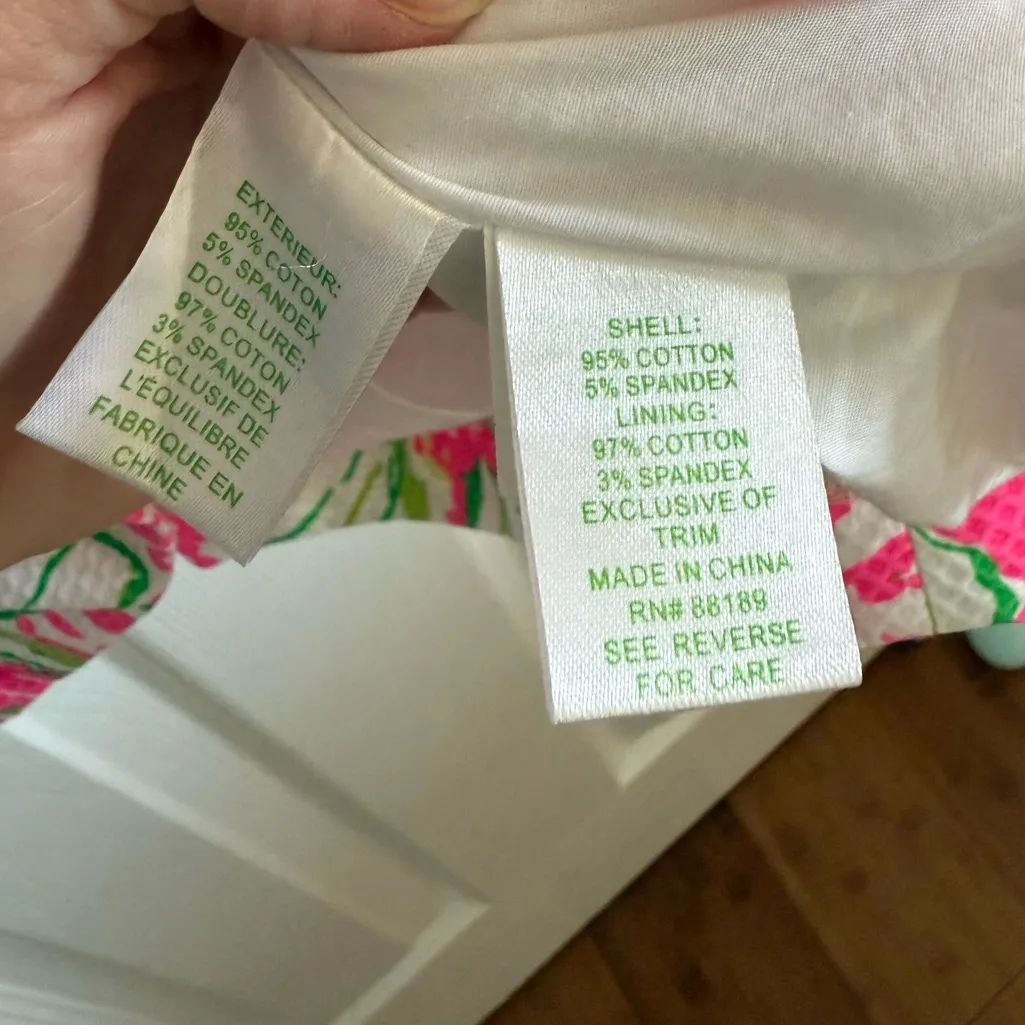 EXTERIEUR:
95% COTON
5% SPANDEX
DOUBLURE:
97% COTON
3% SPANDEX
EXCLUSIF DE
L'ÉQUILIBRE
FABRIQUE EN
CHINE
SHELL:
95% COTTON
5% SPANDEX
LINING:
97% COTTON
3% SPANDEX
EXCLUSIVE OF
TRIM
MADE IN CHINA
RN# 86189
SEE REVERSE
FOR CARE